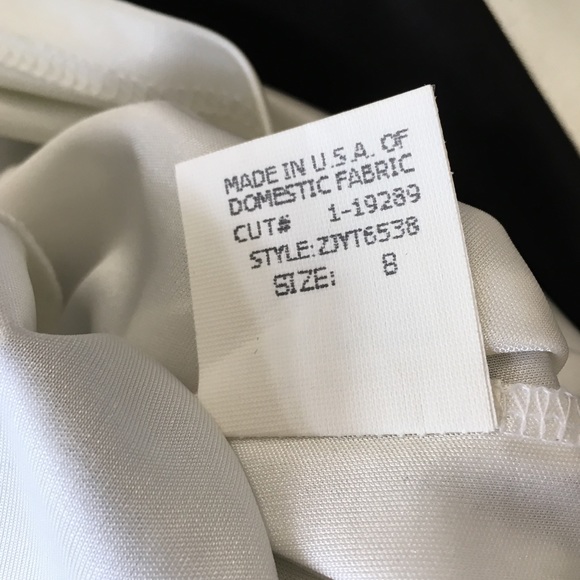 MADE IN U.S.A. OF
DOMESTIC FABRIC
CUT# 1-19289
STYLE:ZJYT6538
SIZE: 8